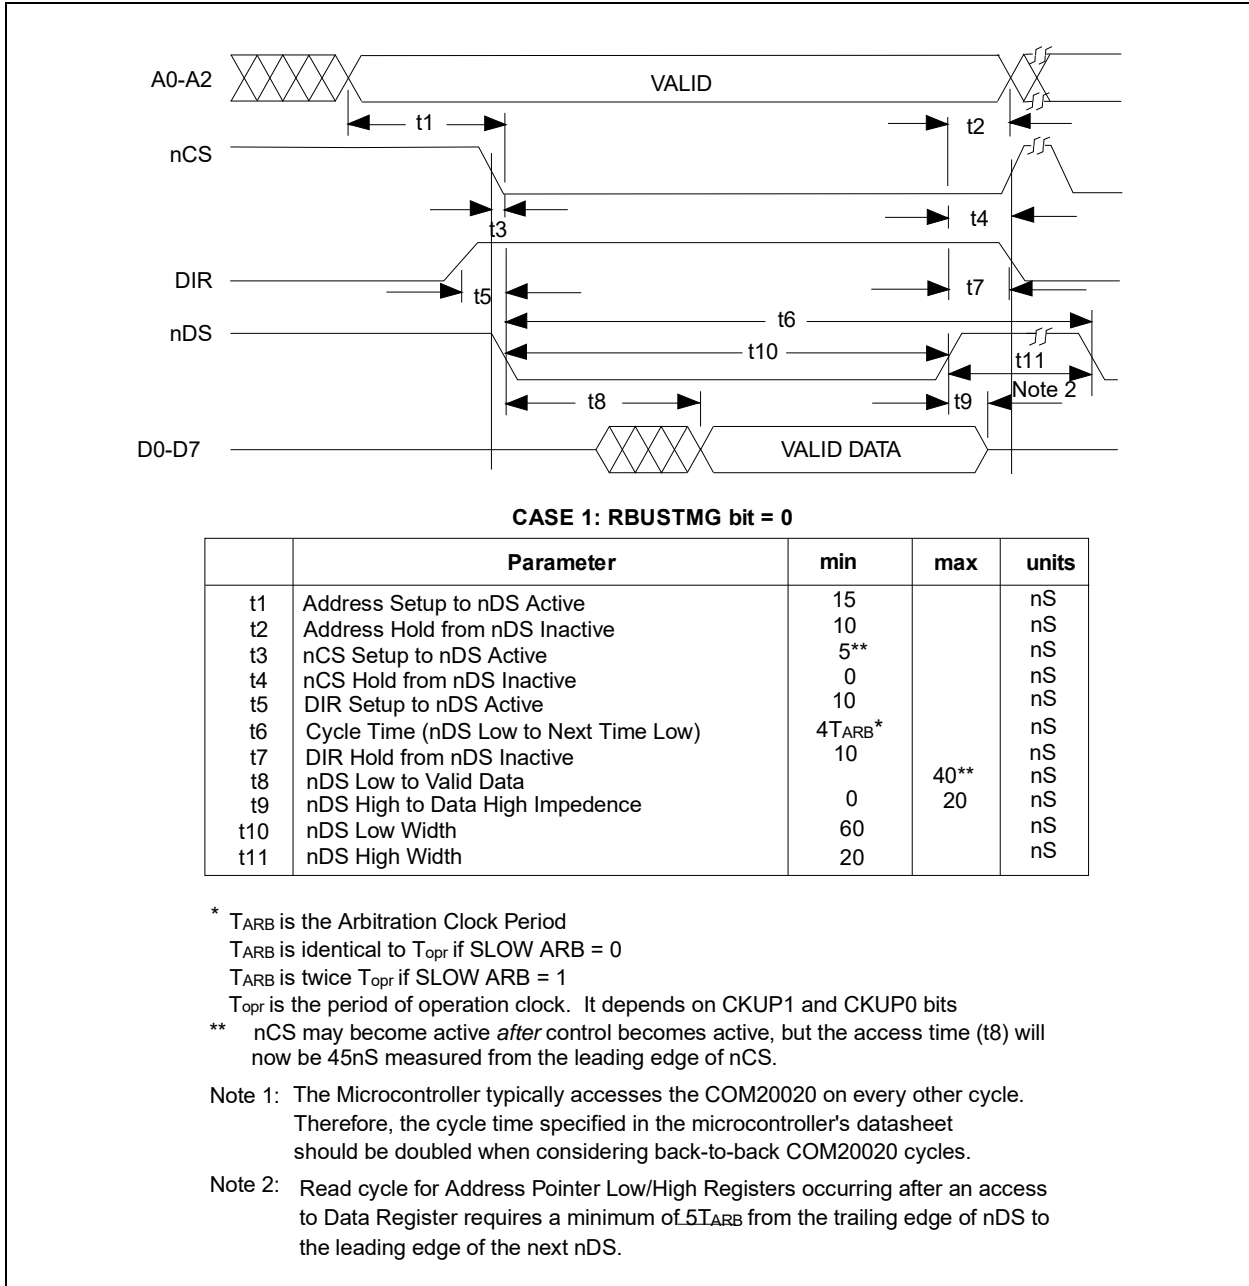 A0-A2
VALID
t1
t2
nCS
t3
t4
DIR
t5
t7
nDS
t6
t10
t11
t8
t9
Note 2
D0-D7
VALID DATA
CASE 1: RBUSTMG bit = 0
Parameter min max units
t1 Address Setup to nDS Active 15 nS
t2 Address Hold from nDS Inactive 10 nS
t3 nCS Setup to nDS Active 5** nS
t4 nCS Hold from nDS Inactive 0 nS
t5 DIR Setup to nDS Active 10 nS
t6 Cycle Time (nDS Low to Next Time Low) 4TARB* nS
t7 DIR Hold from nDS Inactive 10 nS
t8 nDS Low to Valid Data 40** nS
t9 nDS High to Data High Impedence 0 20 nS
t10 nDS Low Width 60 nS
t11 nDS High Width 20 nS
* TARB is the Arbitration Clock Period
TARB is identical to Topr if SLOW ARB = 0
TARB is twice Topr if SLOW ARB = 1
Topr is the period of operation clock. It depends on CKUP1 and CKUP0 bits
** nCS may become active after control becomes active, but the access time (t8) will
now be 45nS measured from the leading edge of nCS.
Note 1: The Microcontroller typically accesses the COM20020 on every other cycle.
Therefore, the cycle time specified in the microcontroller's datasheet
should be doubled when considering back-to-back COM20020 cycles.
Note 2: Read cycle for Address Pointer Low/High Registers occurring after an access
to Data Register requires a minimum of 5TARB from the trailing edge of nDS to
the leading edge of the next nDS.